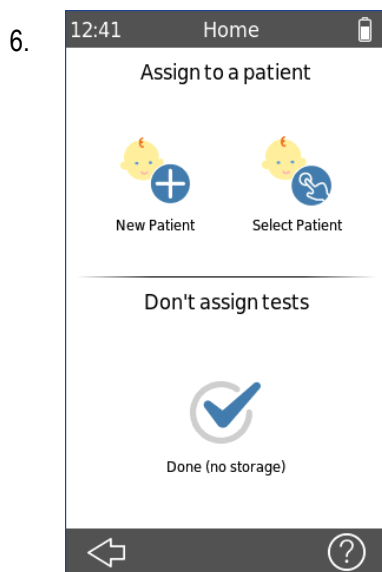 6.
12:41 Home
Assign to a patient
New Patient Select Patient
Don't assign tests
Done (no storage)
?